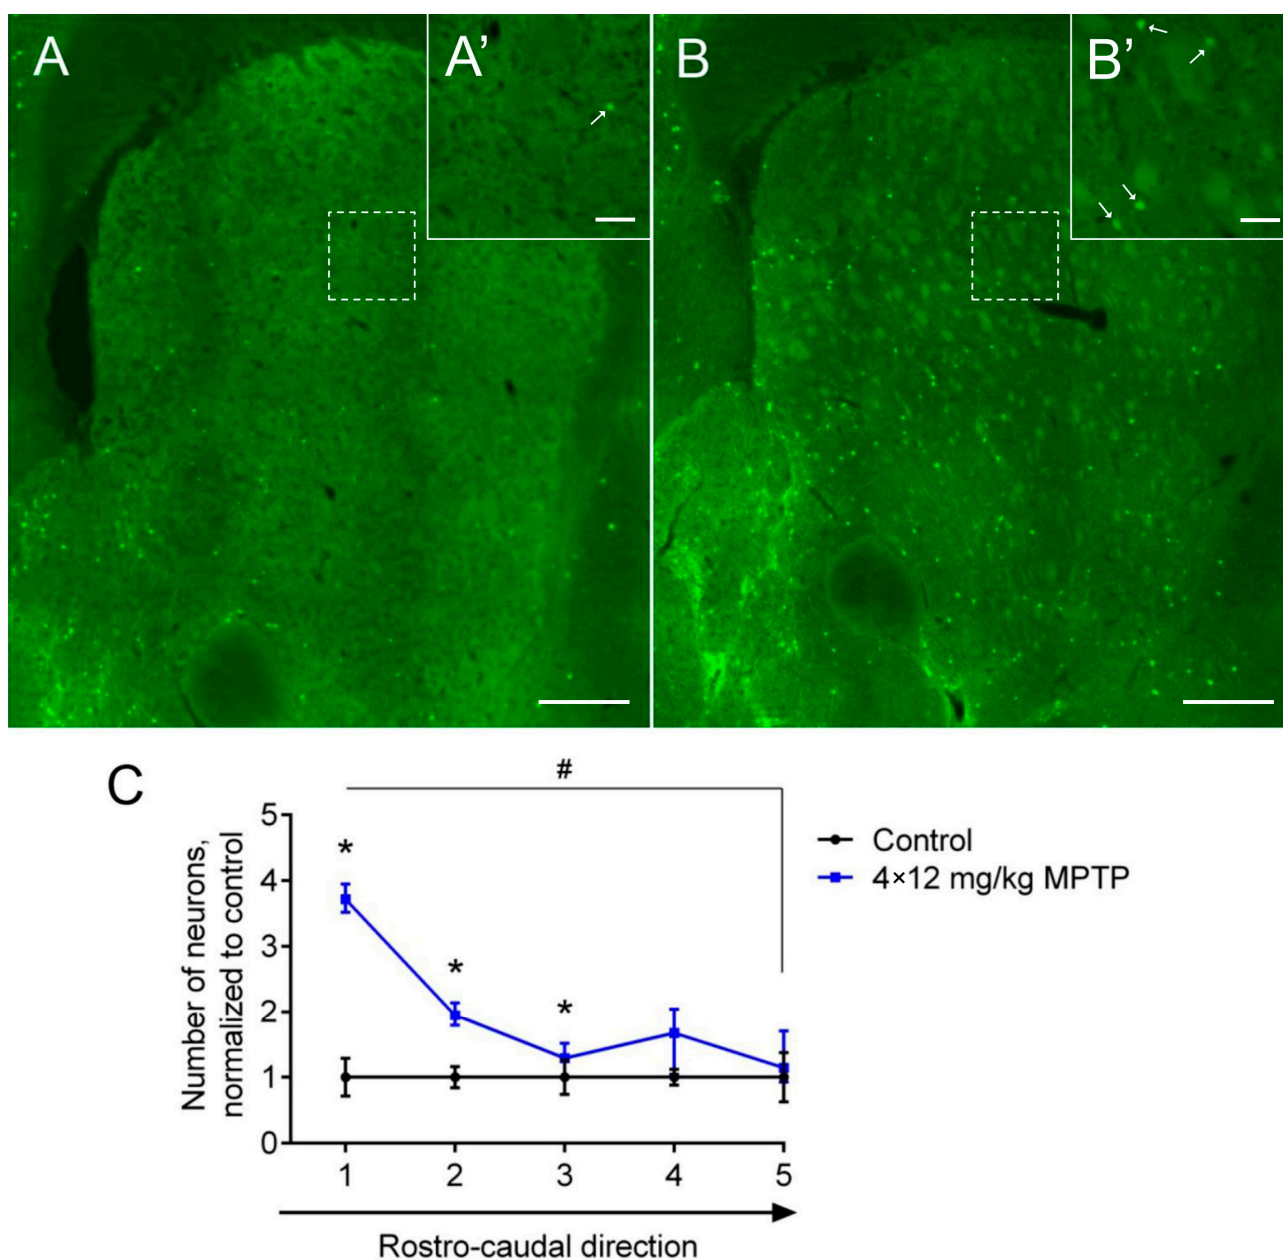 A
A’
B
B’
C
#
Number of neurons,
normalized to control
5
4
3
2
1
0
*
*
*
Control
4×12 mg/kg MPTP
1 2 3 4 5
Rostro-caudal direction